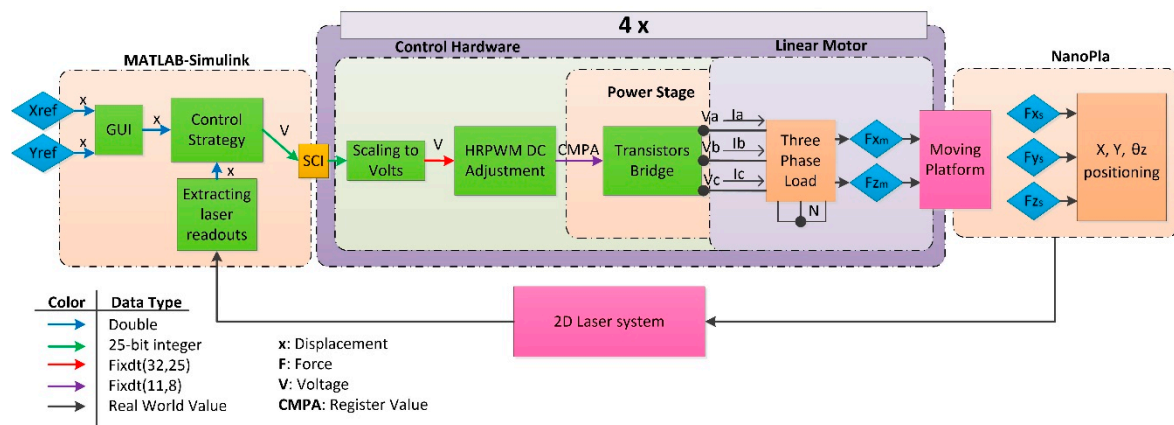 4 x
MATLAB-Simulink
Control Hardware
Linear Motor
NanoPla
Xref
x
Yref
x
GUI
x
Control
Strategy
V
SCI
x
Extracting
laser
readouts
Scaling to
Volts
V
HRPWM DC
Adjustment
CMPA
Power Stage
Transistors
Bridge
Va
Ia
Vb
Ib
Vc
Ic
Three
Phase
Load
N
Fxm
Fzm
Moving
Platform
Fxs
Fys
Fzs
X, Y, θz
positioning
2D Laser system
Color Data Type
Double
25-bit integer
Fixdt(32,25)
Fixdt(11,8)
Real World Value
x: Displacement
F: Force
V: Voltage
CMPA: Register Value